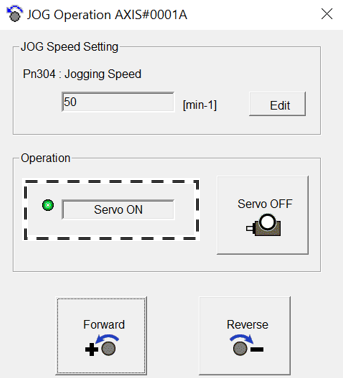 JOG Operation AXIS#0001A
JOG Speed Setting
Pn304 : Jogging Speed
50 [min-1] Edit
Operation
Servo ON
Servo OFF
Forward
Reverse